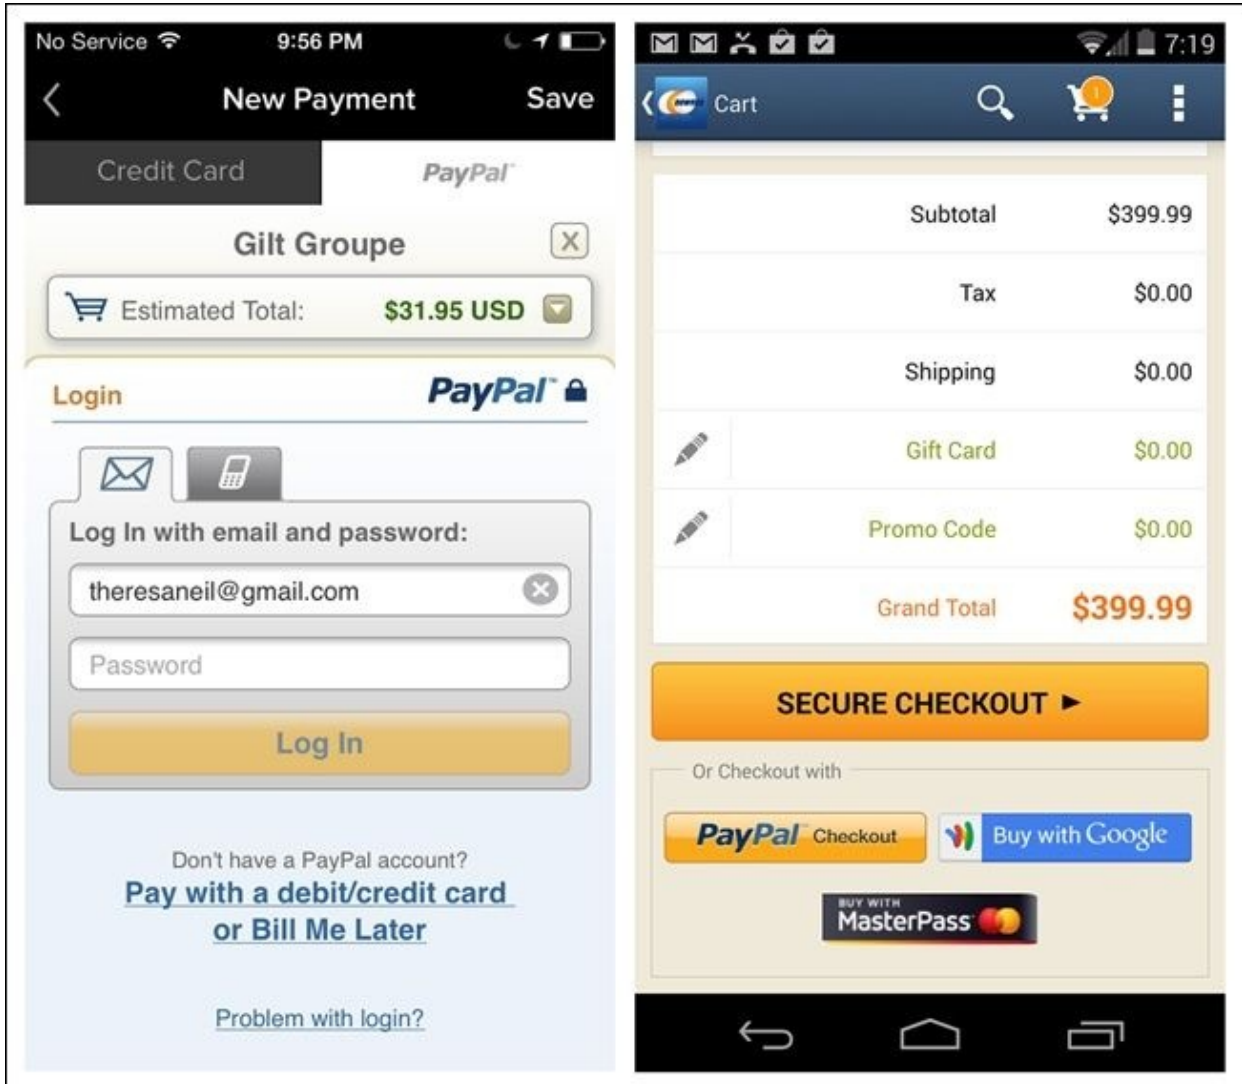 No Service 9:56 PM
New Payment Save
Credit Card PayPal™
Gilt Groupe X
Estimated Total: $31.95 USD
Login PayPal™
Log In with email and password:
theresaneil@gmail.com
Password
Log In
Don't have a PayPal account?
Pay with a debit/credit card
or Bill Me Later
Problem with login?
7:19
Cart 1
Subtotal $399.99
Tax $0.00
Shipping $0.00
Gift Card $0.00
Promo Code $0.00
Grand Total $399.99
SECURE CHECKOUT ►
Or Checkout with
PayPal™ Checkout Buy with Google
BUY WITH
MasterPass